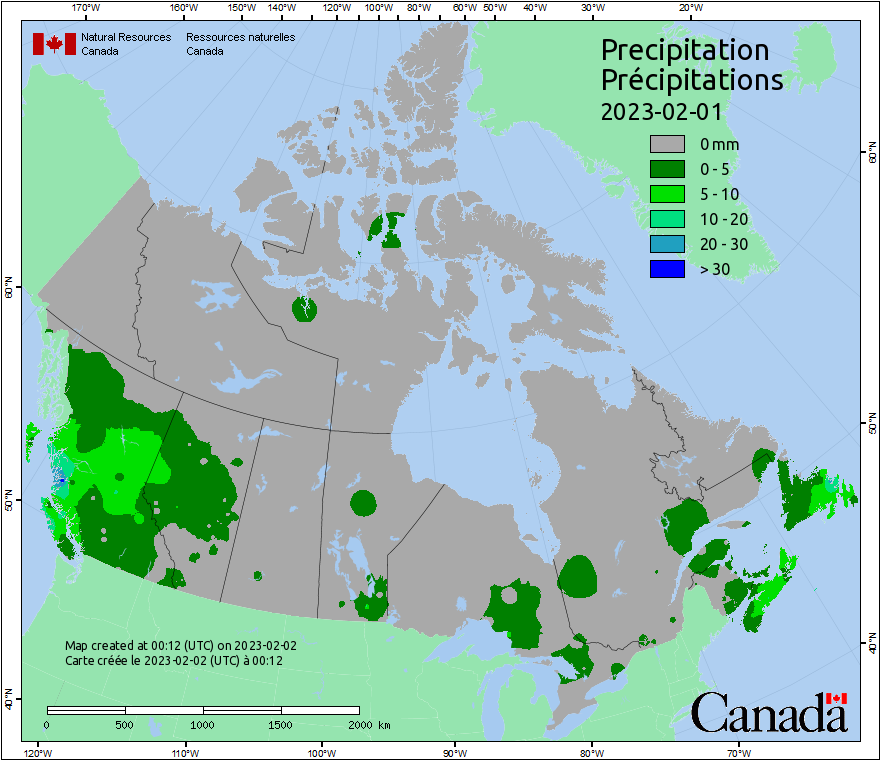 170°W 160°W 150°W 140°W 130°W 120°W 110°W 100°W 90°W 80°W 60°W 50°W 40°W 30°W 20°W
Natural Resources Ressources naturelles
Canada Canada
Precipitation
Précipitations
2023-02-01
0 mm
0 - 5
5 - 10
10 - 20
20 - 30
> 30
60°N
60°N
50°N
50°N
40°N
40°N
Map created at 00:12 (UTC) on 2023-02-02
Carte créée le 2023-02-02 (UTC) à 00:12
0 500 1000 1500 2000 km
Canada
120°W 110°W 100°W 90°W 80°W 70°W